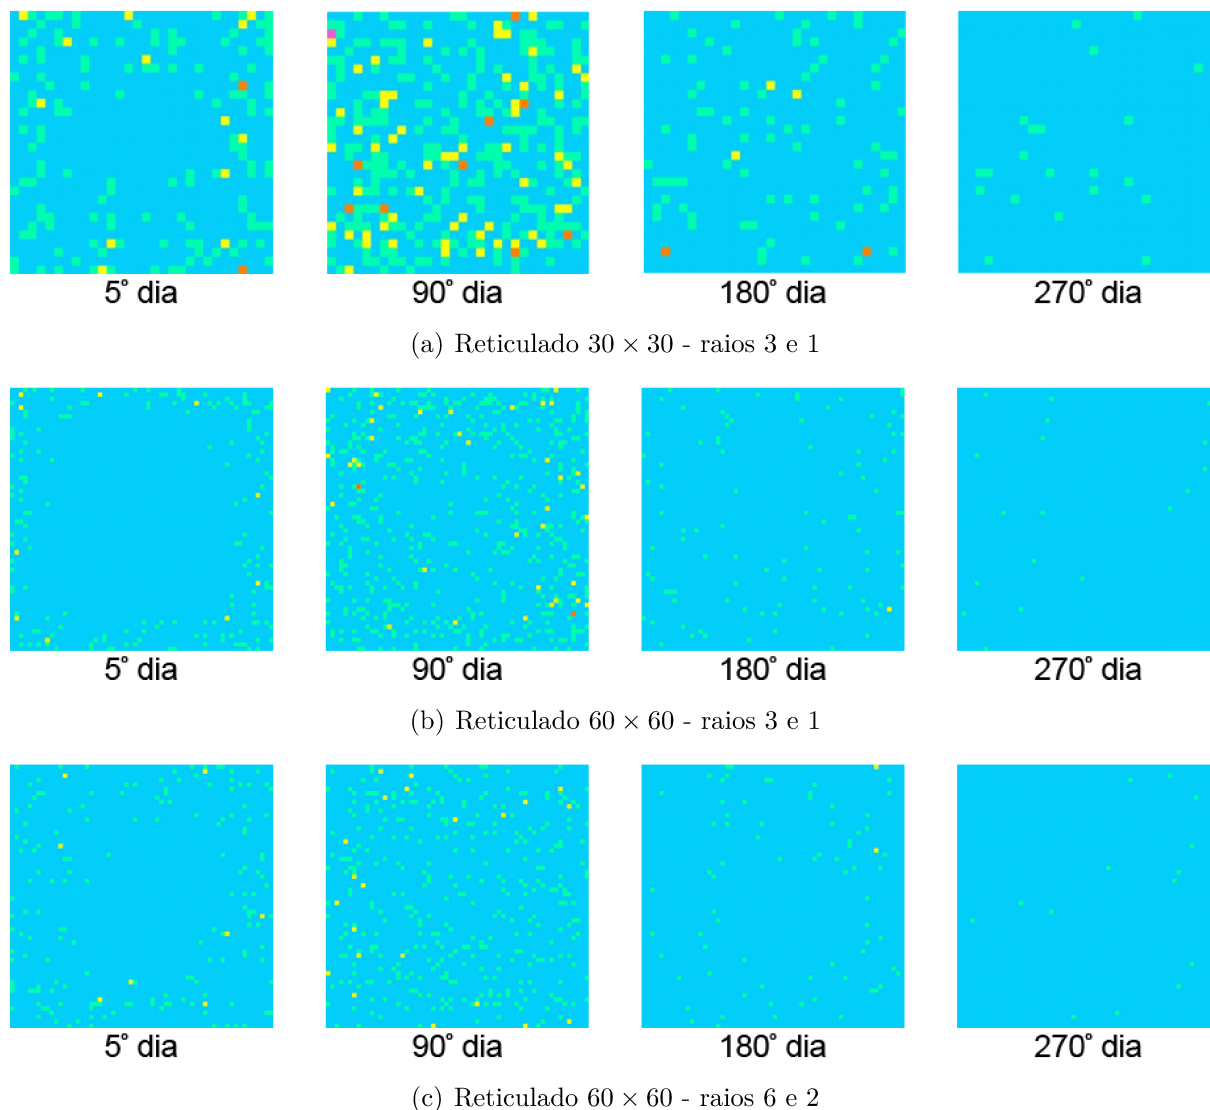 5° dia 90° dia 180° dia 270° dia
(a) Reticulado 30 × 30 - raios 3 e 1
5° dia 90° dia 180° dia 270° dia
(b) Reticulado 60 × 60 - raios 3 e 1
5° dia 90° dia 180° dia 270° dia
(c) Reticulado 60 × 60 - raios 6 e 2